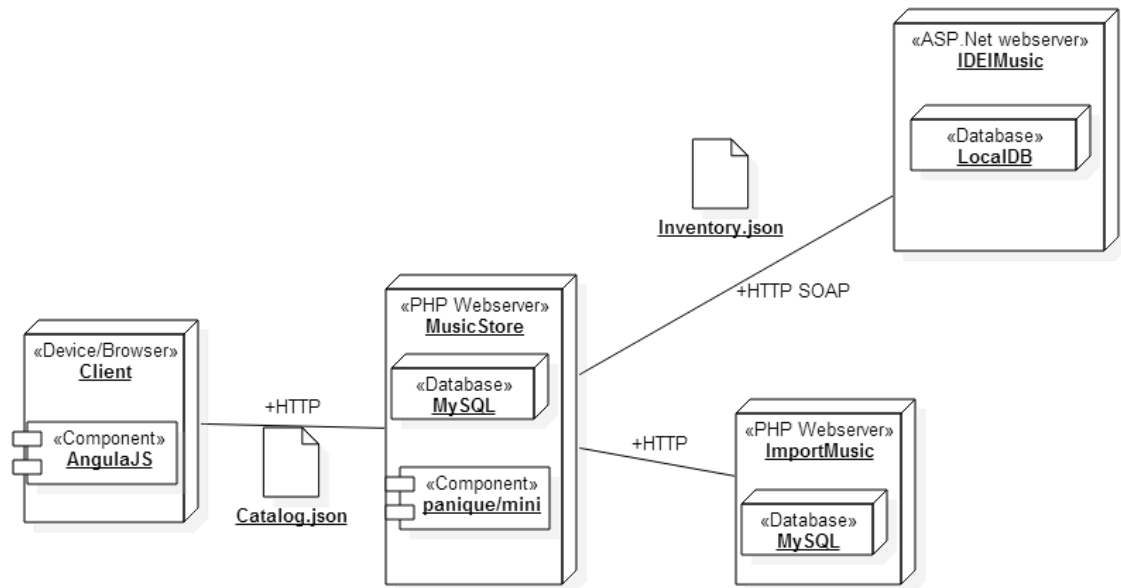 «ASP.Net webserver»
IDEIMusic
«Database»
LocalDB
Inventory.json
+HTTP SOAP
«PHP Webserver»
MusicStore
«Database»
MySQL
«Component»
panique/mini
«Device/Browser»
Client
«Component»
AngulaJS
+HTTP
Catalog.json
+HTTP
«PHP Webserver»
ImportMusic
«Database»
MySQL